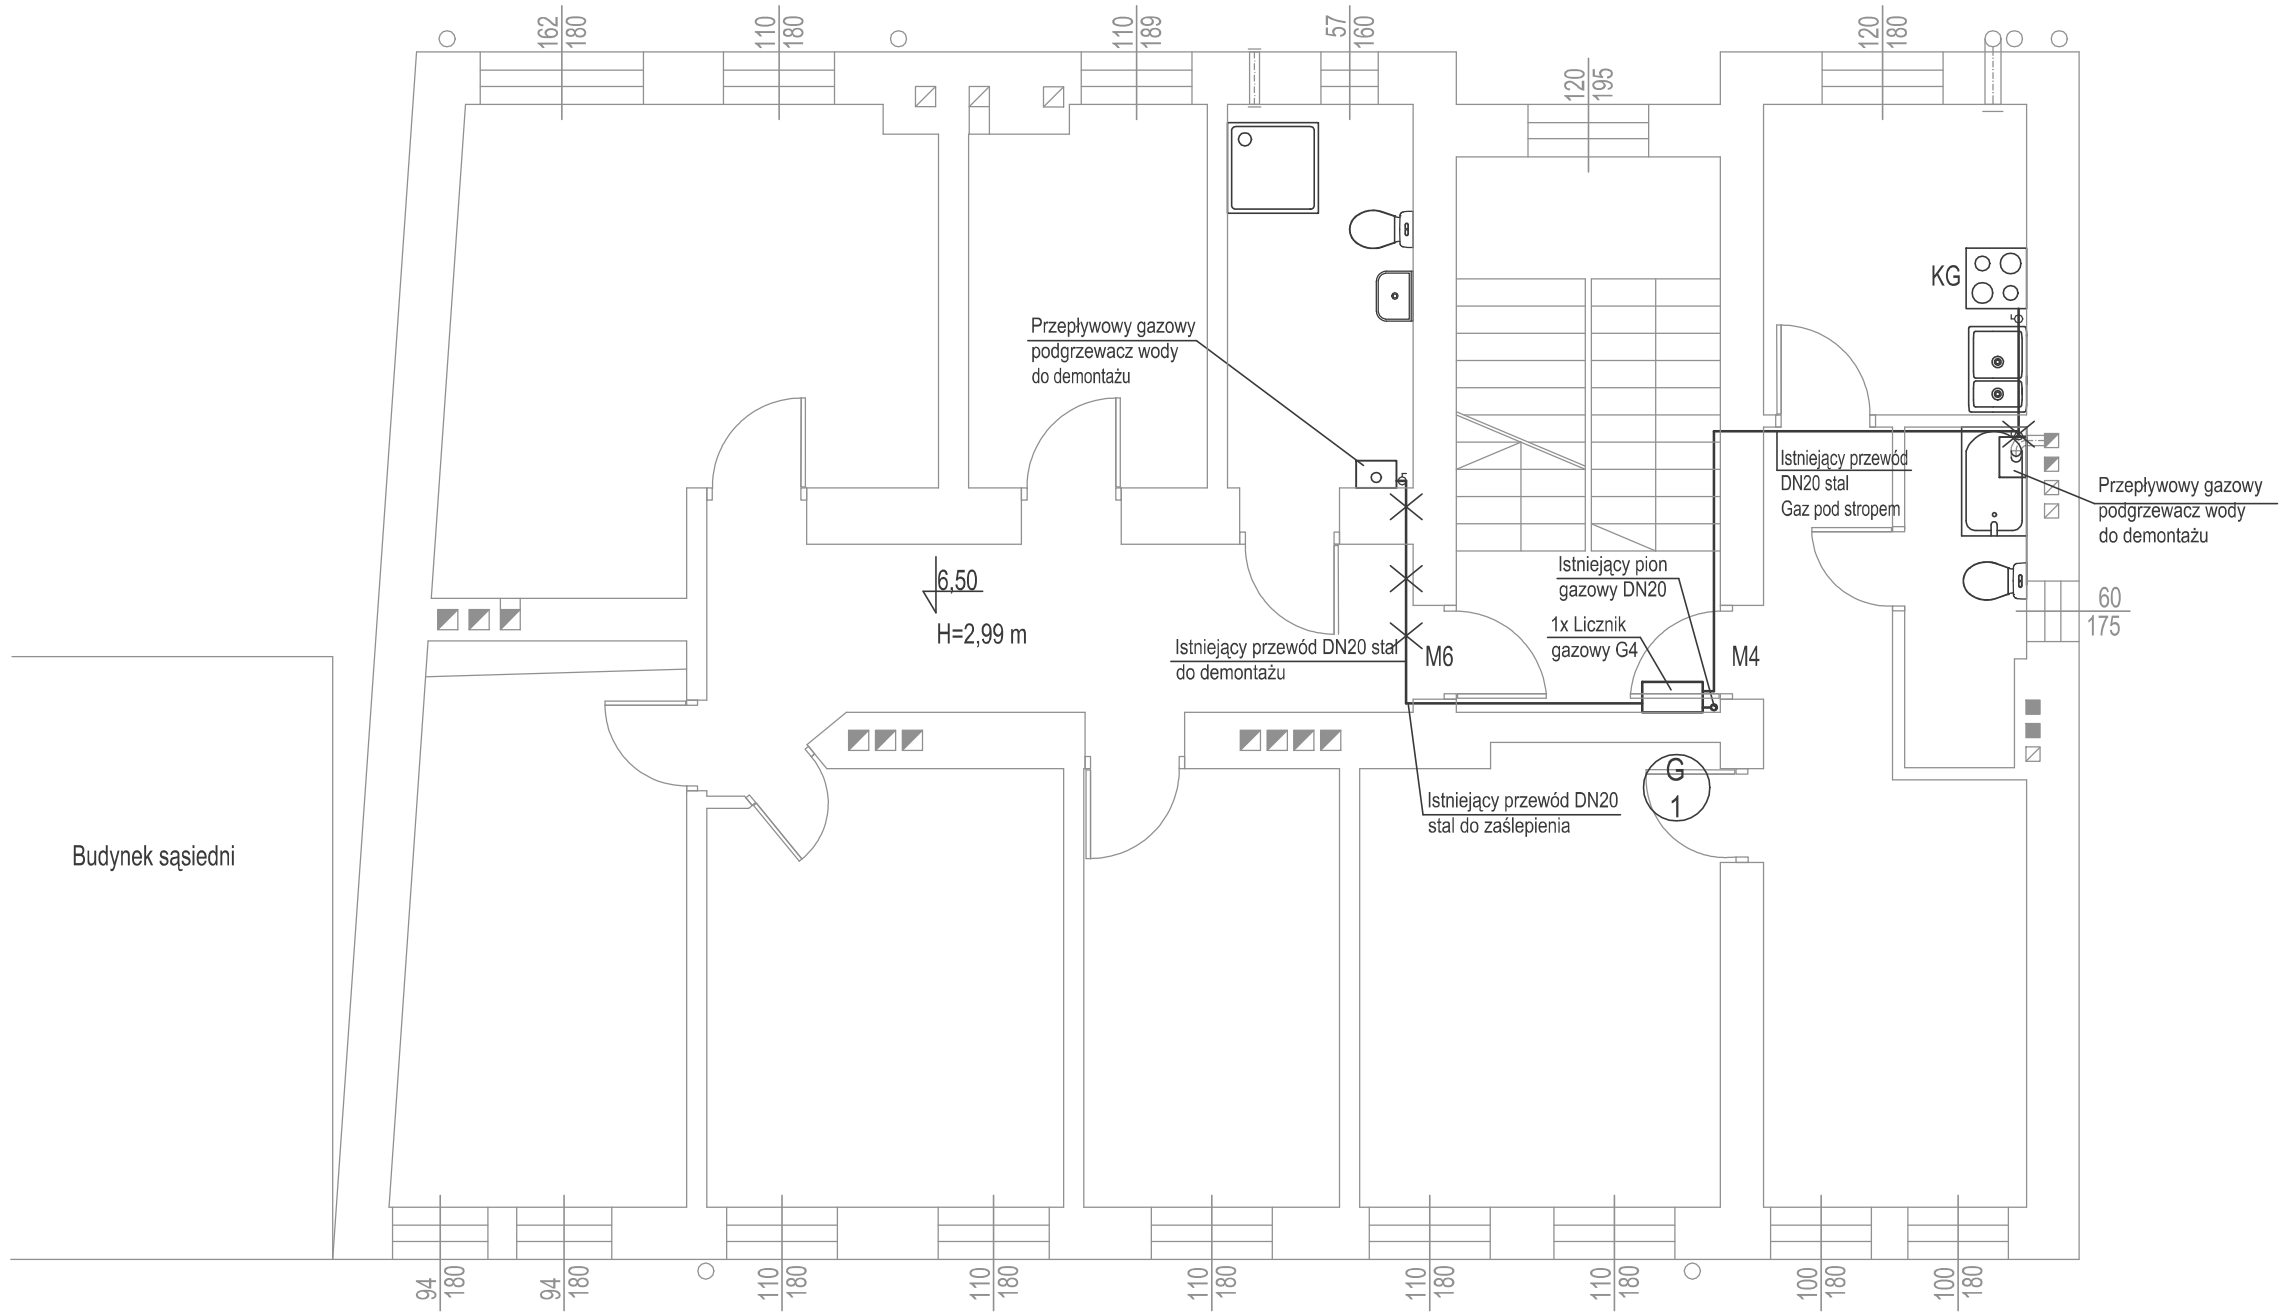 162
180
110
180
110
189
57
160
120
195
120
180
KG
Przepływowy gazowy
podgrzewacz wody
do demontażu
5
5
Istniejący przewód
DN20 stal
Gaz pod stropem
Przepływowy gazowy
podgrzewacz wody
do demontażu
6,50
H=2,99 m
Istniejący pion
gazowy DN20
1x Licznik
gazowy G4
60
175
Istniejący przewód DN20 stal
do demontażu
M6
M4
G
1
Istniejący przewód DN20
stal do zaślepienia
Budynek sąsiedni
94
180
94
180
110
180
110
180
110
180
110
180
110
180
100
180
100
180